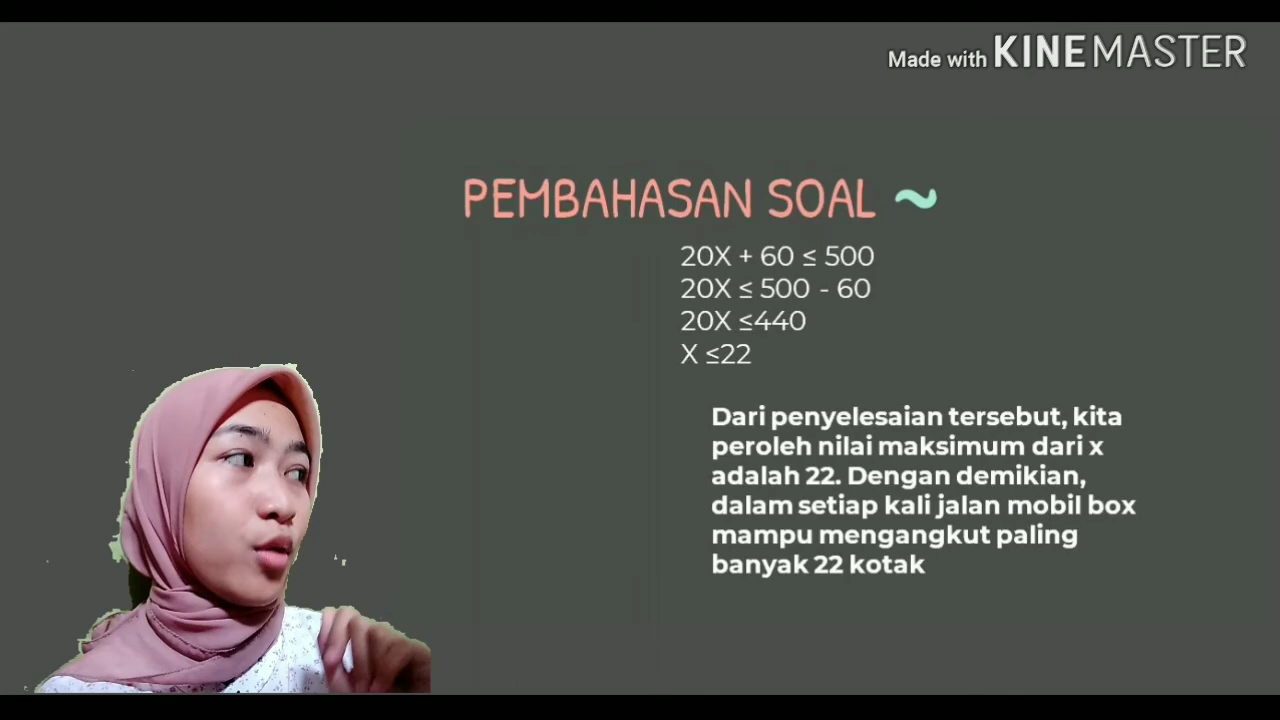 Made with KINEMASTER
PEMBAHASAN SOAL ~
20X + 60 ≤ 500
20X ≤ 500 - 60
20X ≤440
X ≤22
Dari penyelesaian tersebut, kita
peroleh nilai maksimum dari x
adalah 22. Dengan demikian,
dalam setiap kali jalan mobil box
mampu mengangkut paling
banyak 22 kotak